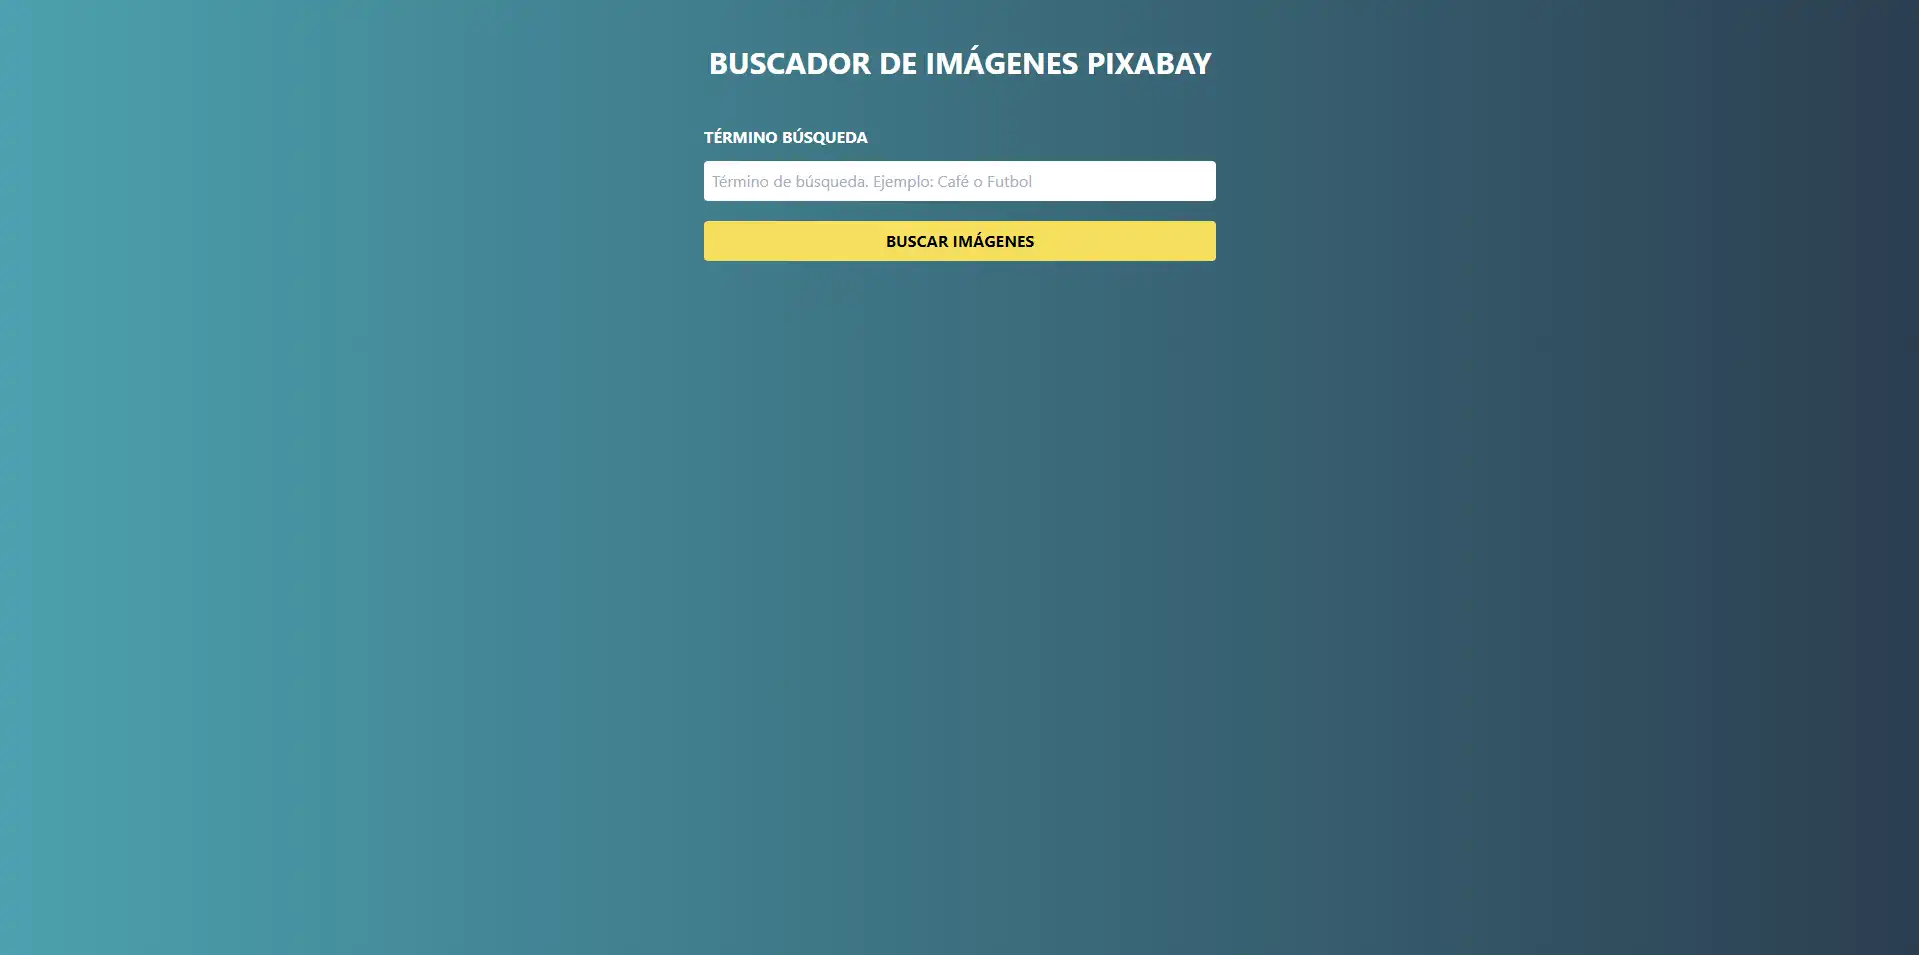 BUSCADOR DE IMÁGENES PIXABAY
TÉRMINO BÚSQUEDA
Término de búsqueda. Ejemplo: Café o Futbol
BUSCAR IMÁGENES